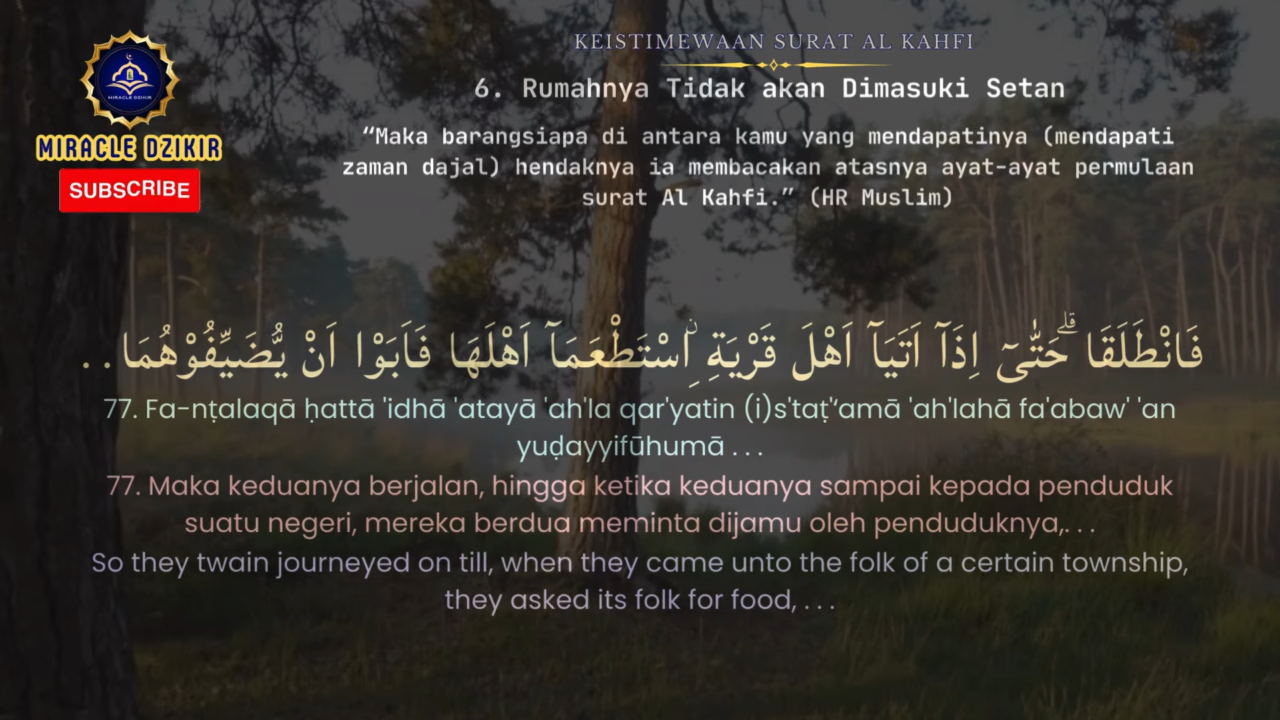 MIRACLE DZIKIR
MIRACLE DZIKIR
SUBSCRIBE
KEISTIMEWAAN SURAT AL KAHFI
6. Rumahnya Tidak akan Dimasuki Setan
“Maka barangsiapa di antara kamu yang mendapatinya (mendapati
zaman dajal) hendaknya ia membacakan atasnya ayat-ayat permulaan
surat Al Kahfi.” (HR Muslim)
فَانْطَلَقَا ۗحَتّٰىٓ اِذَآ اَتَيَآ اَهْلَ قَرْيَةِ ۨاِسْتَطْعَمَآ اَهْلَهَا فَاَبَوْا اَنْ يُّضَيِّفُوْهُمَا . .
77. Fa-nṭalaqā ḥattā 'idhā 'atayā 'ah'la qar'yatin (i)s'taṭ'‘amā 'ah'lahā fa'abaw' 'an
yuḍayyifūhumā . . .
77. Maka keduanya berjalan, hingga ketika keduanya sampai kepada penduduk
suatu negeri, mereka berdua meminta dijamu oleh penduduknya,. . .
So they twain journeyed on till, when they came unto the folk of a certain township,
they asked its folk for food, . . .